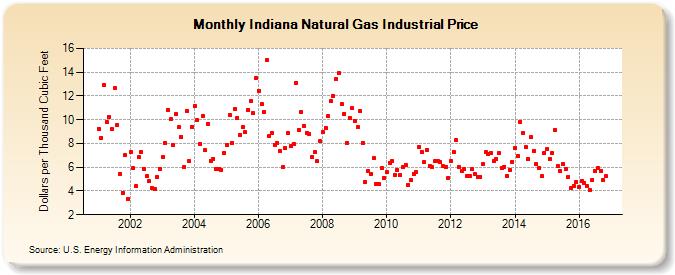 Monthly Indiana Natural Gas Industrial Price
Dollars per Thousand Cubic Feet
16
14
12
10
8
6
4
2
2002 2004 2006 2008 2010 2012 2014 2016
Source: U.S. Energy Information Administration